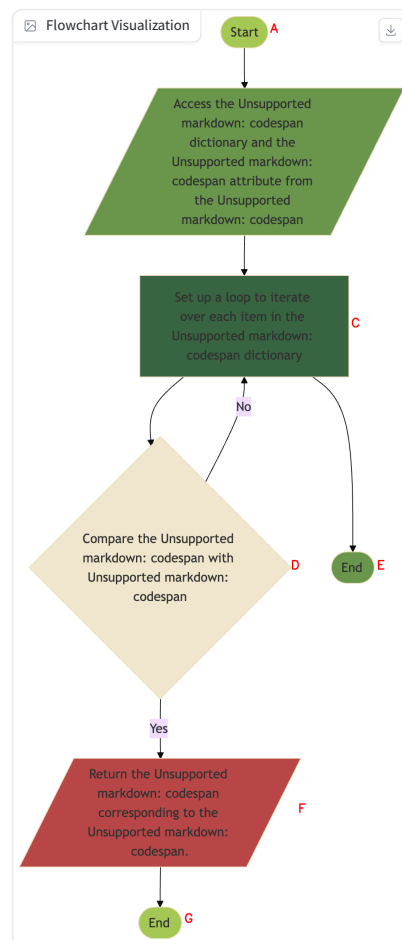 Flowchart Visualization
Start
A
Access the Unsupported
markdown: codespan
dictionary and the
Unsupported markdown:
codespan attribute from
the Unsupported
markdown: codespan
Set up a loop to iterate
over each item in the
Unsupported markdown:
codespan dictionary
C
No
Compare the Unsupported
markdown: codespan with
Unsupported markdown:
codespan
D
End
E
Yes
Return the Unsupported
markdown: codespan
corresponding to the
Unsupported markdown:
codespan.
F
End
G